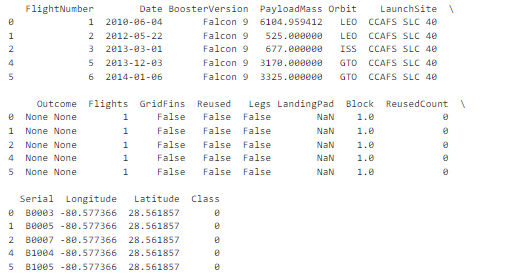 FlightNumber Date BoosterVersion PayloadMass Orbit LaunchSite \
0 1 2010-06-04 Falcon 9 6104.959412 LEO CCAFS SLC 40
1 2 2012-05-22 Falcon 9 525.000000 LEO CCAFS SLC 40
2 3 2013-03-01 Falcon 9 677.000000 ISS CCAFS SLC 40
4 5 2013-12-03 Falcon 9 3170.000000 GTO CCAFS SLC 40
5 6 2014-01-06 Falcon 9 3325.000000 GTO CCAFS SLC 40
Outcome Flights GridFins Reused Legs LandingPad Block ReusedCount \
0 None None 1 False False False NaN 1.0 0
1 None None 1 False False False NaN 1.0 0
2 None None 1 False False False NaN 1.0 0
4 None None 1 False False False NaN 1.0 0
5 None None 1 False False False NaN 1.0 0
Serial Longitude Latitude Class
0 B0003 -80.577366 28.561857 0
1 B0005 -80.577366 28.561857 0
2 B0007 -80.577366 28.561857 0
4 B1004 -80.577366 28.561857 0
5 B1005 -80.577366 28.561857 0